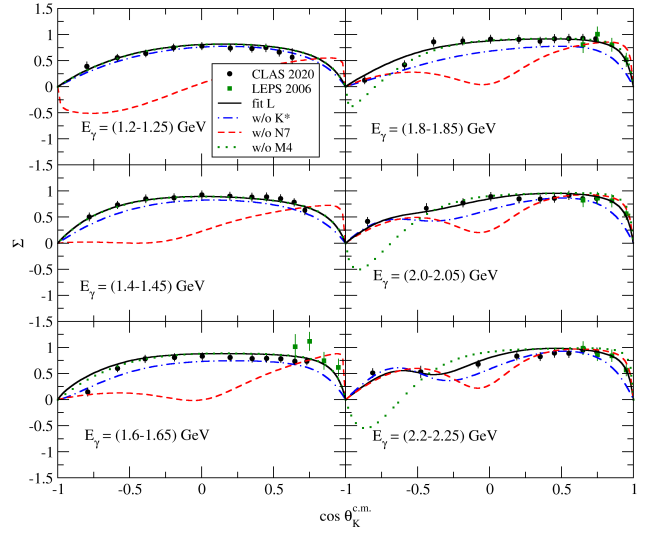 1.5
1
0.5
0
0.5
1
1.5
CLAS 2020
LEPS 2006
fit L
w/o K*
w/o N7
w/o M4
E_γ = (1.2-1.25) GeV
E_γ = (1.8-1.85) GeV
1
0.5
0
0.5
1
1.5
Σ
E_γ = (1.4-1.45) GeV
E_γ = (2.0-2.05) GeV
1
0.5
0
0.5
1
1.5
E_γ = (1.6-1.65) GeV
E_γ = (2.2-2.25) GeV
-1 -0.5 0 0.5 -1 -0.5 0 0.5 1
cos θ_K^c.m.